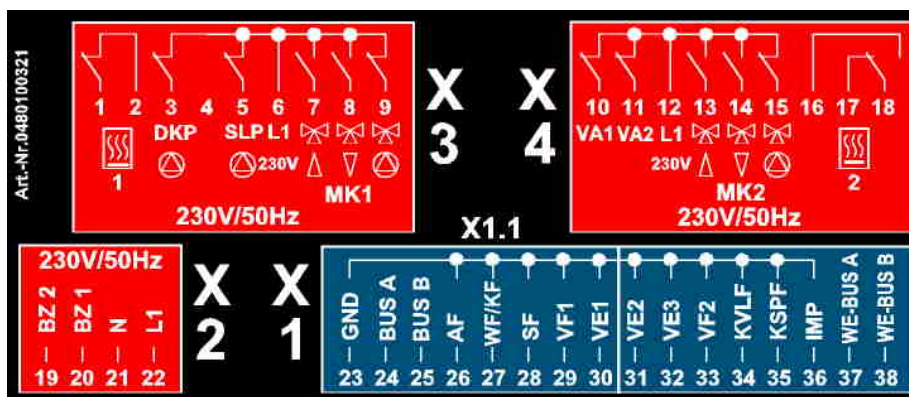 Art.-Nr.0480100321
1 2 3 4 5 6 7 8 9
DKP SLP L1
230V
1
MK1
230V/50Hz
X
3
X
4
10 11 12 13 14 15 16 17 18
VA1 VA2 L1
230V
2
MK2
230V/50Hz
X1.1
230V/50Hz
BZ 2 BZ 1 N L1
19 20 21 22
X
2
X
1
GND BUS A BUS B AF WF/KF SF VF1 VE1 VE2 VE3 VF2 KVLF KSPF IMP WE-BUS A WE-BUS B
23 24 25 26 27 28 29 30 31 32 33 34 35 36 37 38